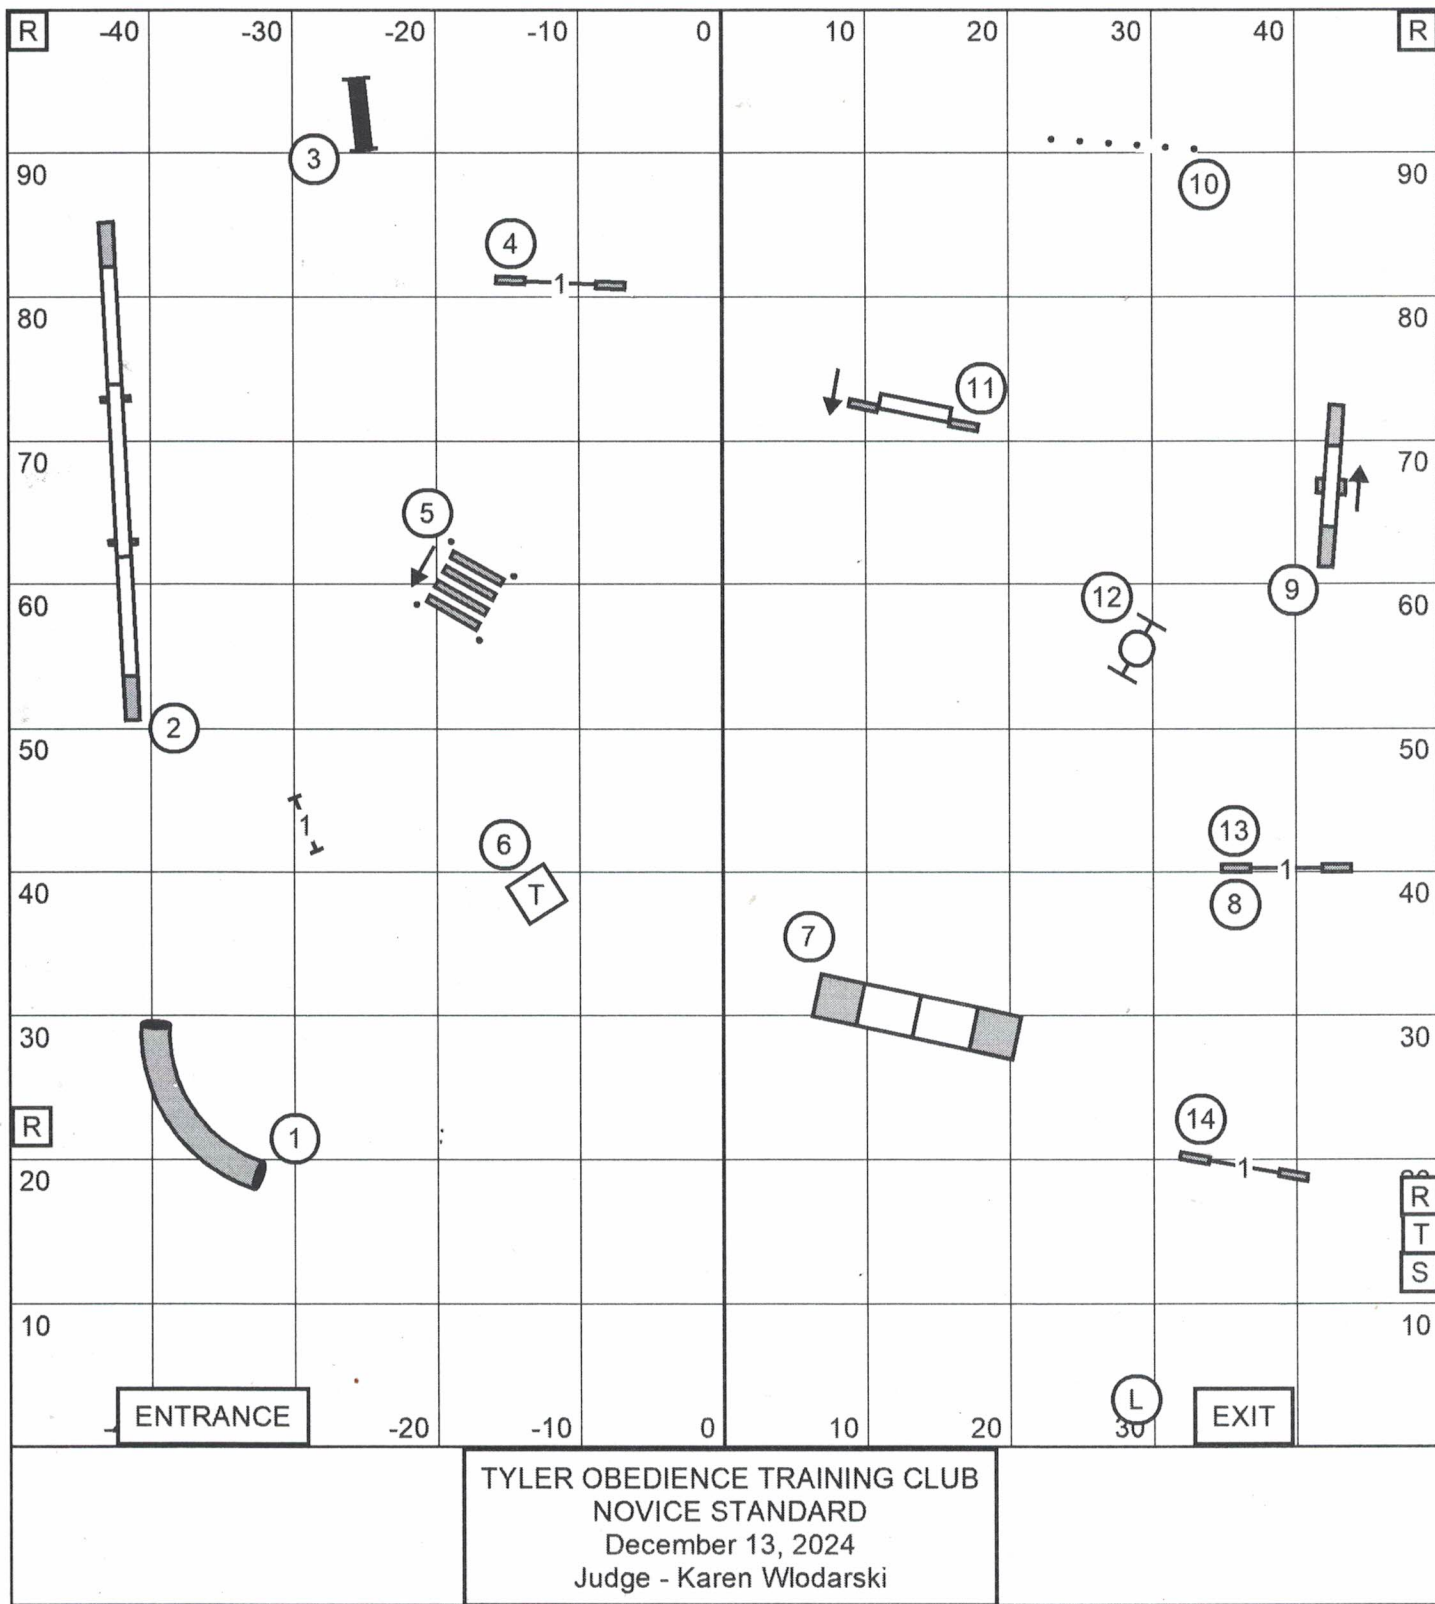 R -40 -30 -20 -10 0 10 20 30 40 R
3
90 10 90
4
80 80
11
70 70
5
60 12 9 60
2
50 50
1
13
6
40 T 1 40
8
7
30 30
14
R 1
1
20 R
T
S
10 10
ENTRANCE -20 -10 0 10 20 30 L EXIT
TYLER OBEDIENCE TRAINING CLUB
NOVICE STANDARD
December 13, 2024
Judge - Karen Wlodarski